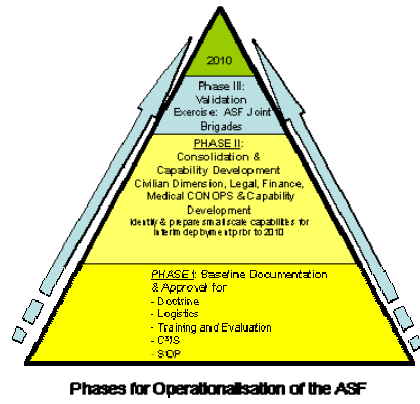 2010
Phase III:
Validation
Exercise: ASF Joint
Brigades
PHASE II:
Consolidation &
Capability Development
Civilian Dimension, Legal, Finance,
Medical CONOPS & Capability
Development
Identify & prepare small scale capabilities for
interim deployment prior to 2010
PHASE I: Baseline Documentation
& Approval for
- Doctrine
- Logistics
- Training and Evaluation
- C³IS
- SOP
Phases for Operationalisation of the ASF